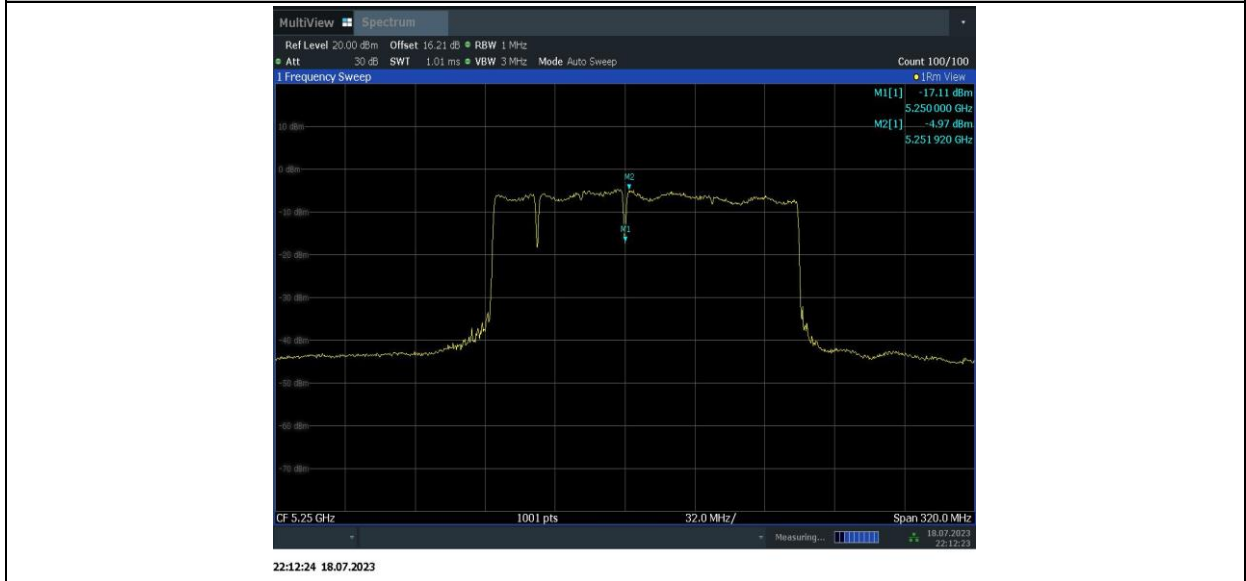 MultiView Spectrum
Ref Level 20.00 dBm Offset 16.21 dB RBW 1 MHz
Att 30 dB SWT 1.01 ms VBW 3 MHz Mode Auto Sweep Count 100/100
1 Frequency Sweep 1Rm View
M1[1] -17.11 dBm
5.250 000 GHz
M2[1] -4.97 dBm
5.251 920 GHz
10 dBm
0 dBm
M2
-10 dBm
M1
-20 dBm
-30 dBm
-40 dBm
-50 dBm
-60 dBm
-70 dBm
CF 5.25 GHz 1001 pts 32.0 MHz/ Span 320.0 MHz
Measuring... 18.07.2023
22:12:23
22:12:24 18.07.2023